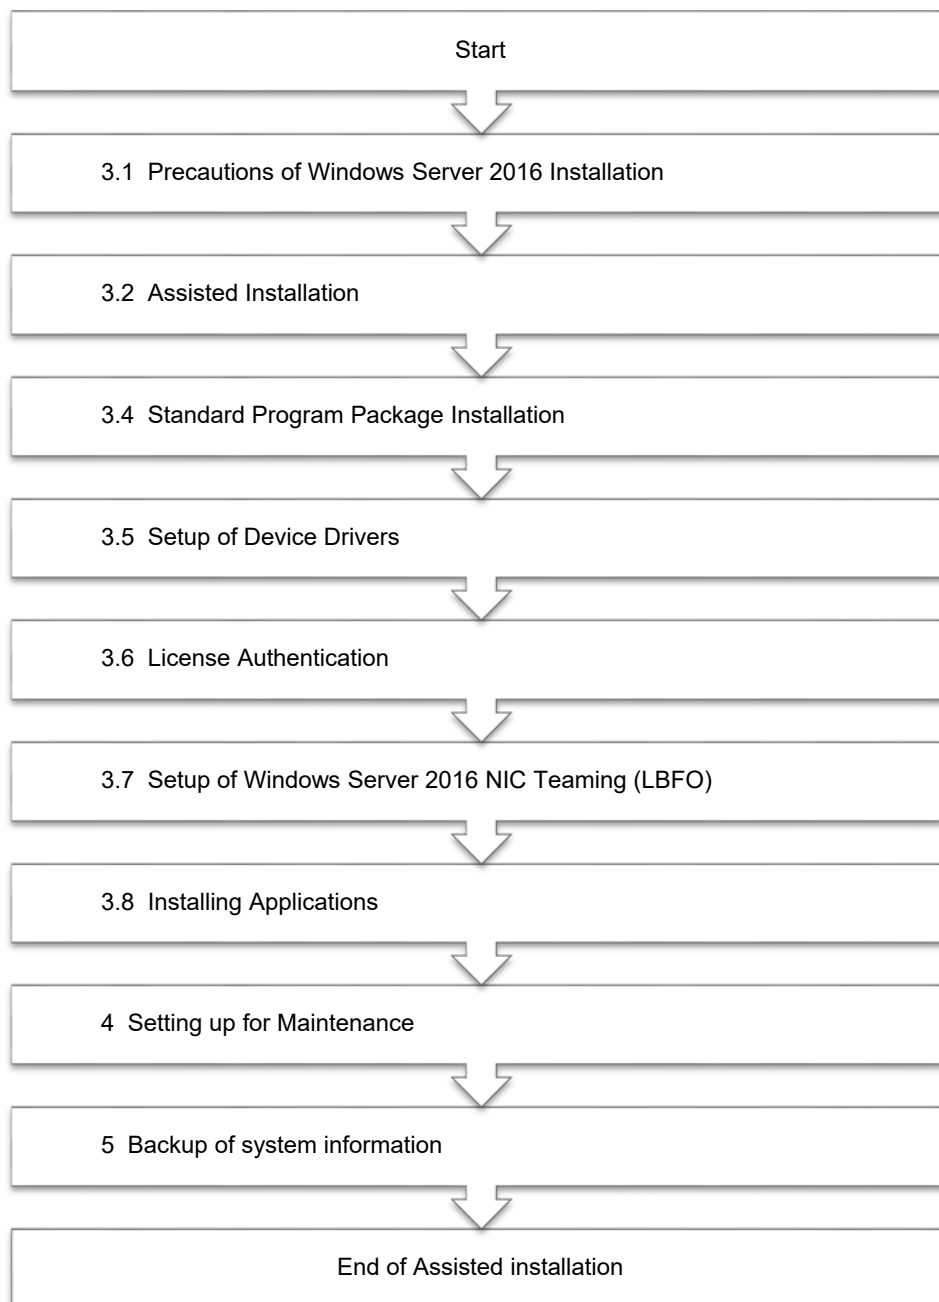 Start
3.1 Precautions of Windows Server 2016 Installation
3.2 Assisted Installation
3.4 Standard Program Package Installation
3.5 Setup of Device Drivers
3.6 License Authentication
3.7 Setup of Windows Server 2016 NIC Teaming (LBFO)
3.8 Installing Applications
4 Setting up for Maintenance
5 Backup of system information
End of Assisted installation